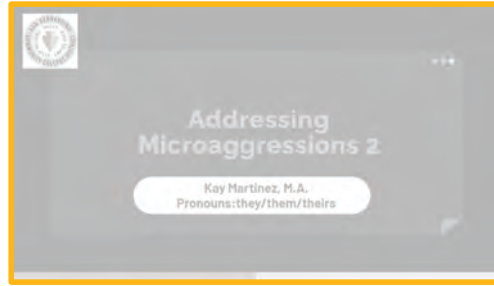 Addressing
Microaggressions 2
Kay Martinez, M.A.
Pronouns:they/them/theirs